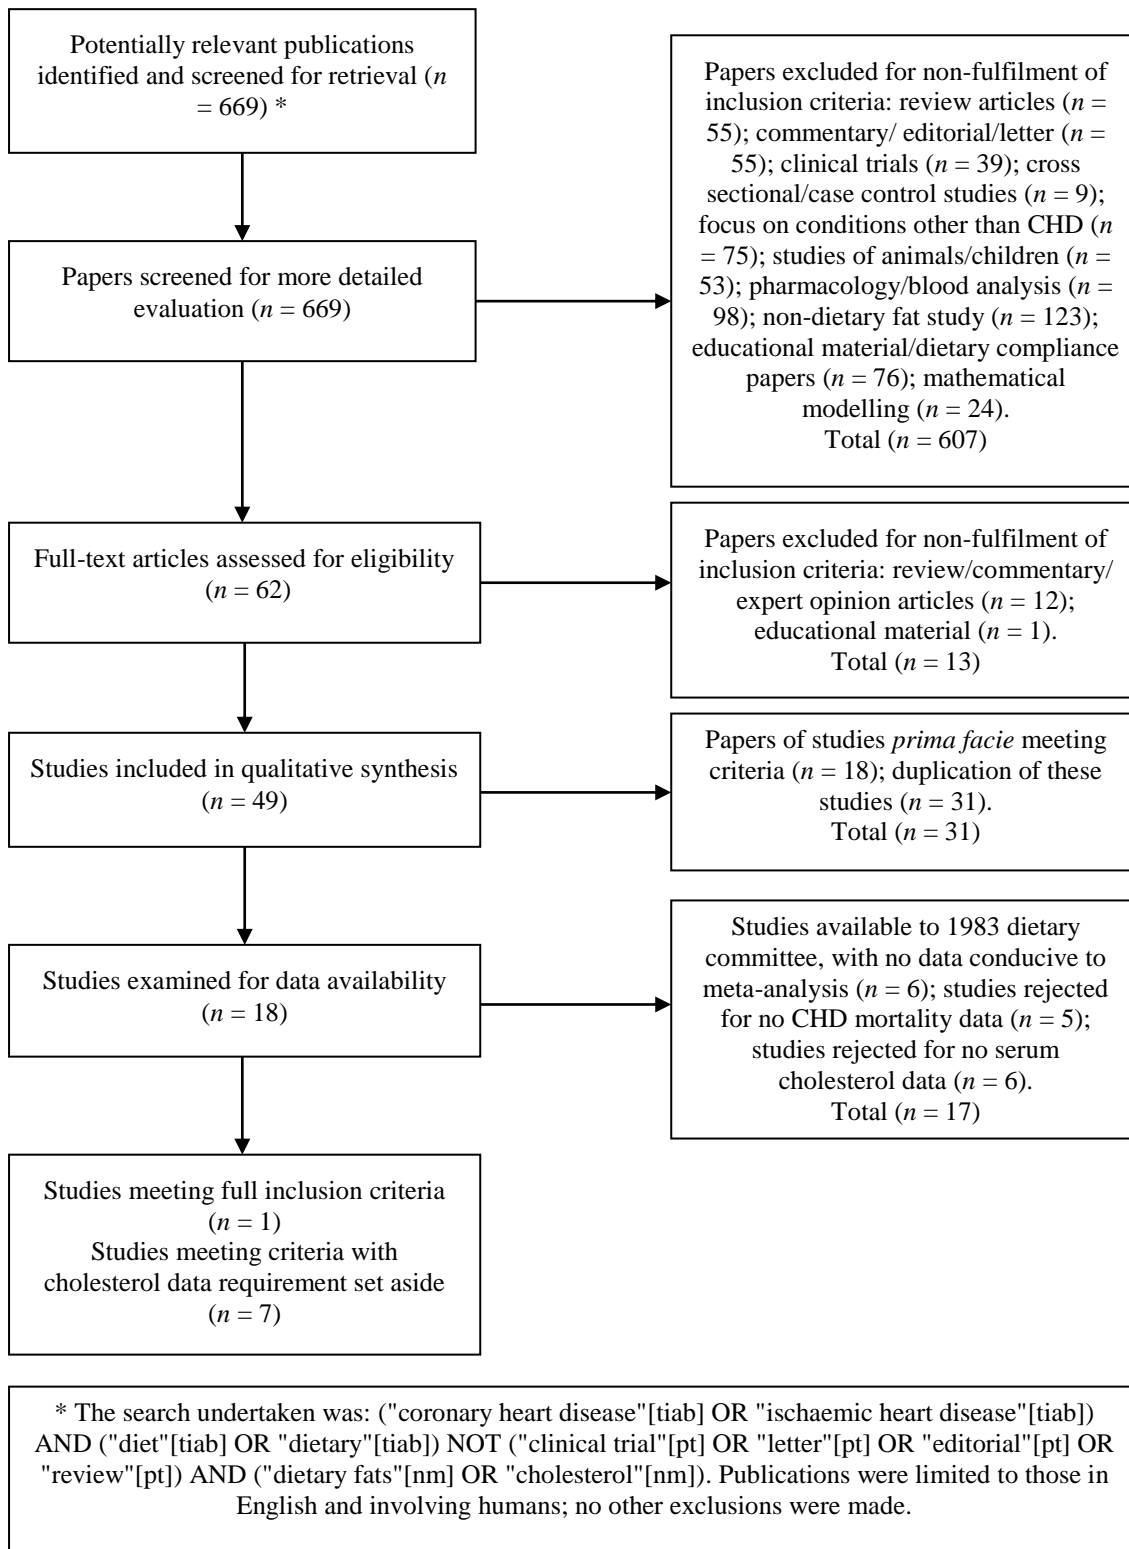 Potentially relevant publications
identified and screened for retrieval (n
= 669) *
Papers excluded for non-fulfilment of
inclusion criteria: review articles (n =
55); commentary/ editorial/letter (n =
55); clinical trials (n = 39); cross
sectional/case control studies (n = 9);
focus on conditions other than CHD (n
= 75); studies of animals/children (n =
53); pharmacology/blood analysis (n =
98); non-dietary fat study (n = 123);
educational material/dietary compliance
papers (n = 76); mathematical
modelling (n = 24).
Total (n = 607)
Papers screened for more detailed
evaluation (n = 669)
Full-text articles assessed for eligibility
(n = 62)
Papers excluded for non-fulfilment of
inclusion criteria: review/commentary/
expert opinion articles (n = 12);
educational material (n = 1).
Total (n = 13)
Studies included in qualitative synthesis
(n = 49)
Papers of studies prima facie meeting
criteria (n = 18); duplication of these
studies (n = 31).
Total (n = 31)
Studies examined for data availability
(n = 18)
Studies available to 1983 dietary
committee, with no data conducive to
meta-analysis (n = 6); studies rejected
for no CHD mortality data (n = 5);
studies rejected for no serum
cholesterol data (n = 6).
Total (n = 17)
Studies meeting full inclusion criteria
(n = 1)
Studies meeting criteria with
cholesterol data requirement set aside
(n = 7)
* The search undertaken was: ("coronary heart disease"[tiab] OR "ischaemic heart disease"[tiab])
AND ("diet"[tiab] OR "dietary"[tiab]) NOT ("clinical trial"[pt] OR "letter"[pt] OR "editorial"[pt] OR
"review"[pt]) AND ("dietary fats"[nm] OR "cholesterol"[nm]). Publications were limited to those in
English and involving humans; no other exclusions were made.